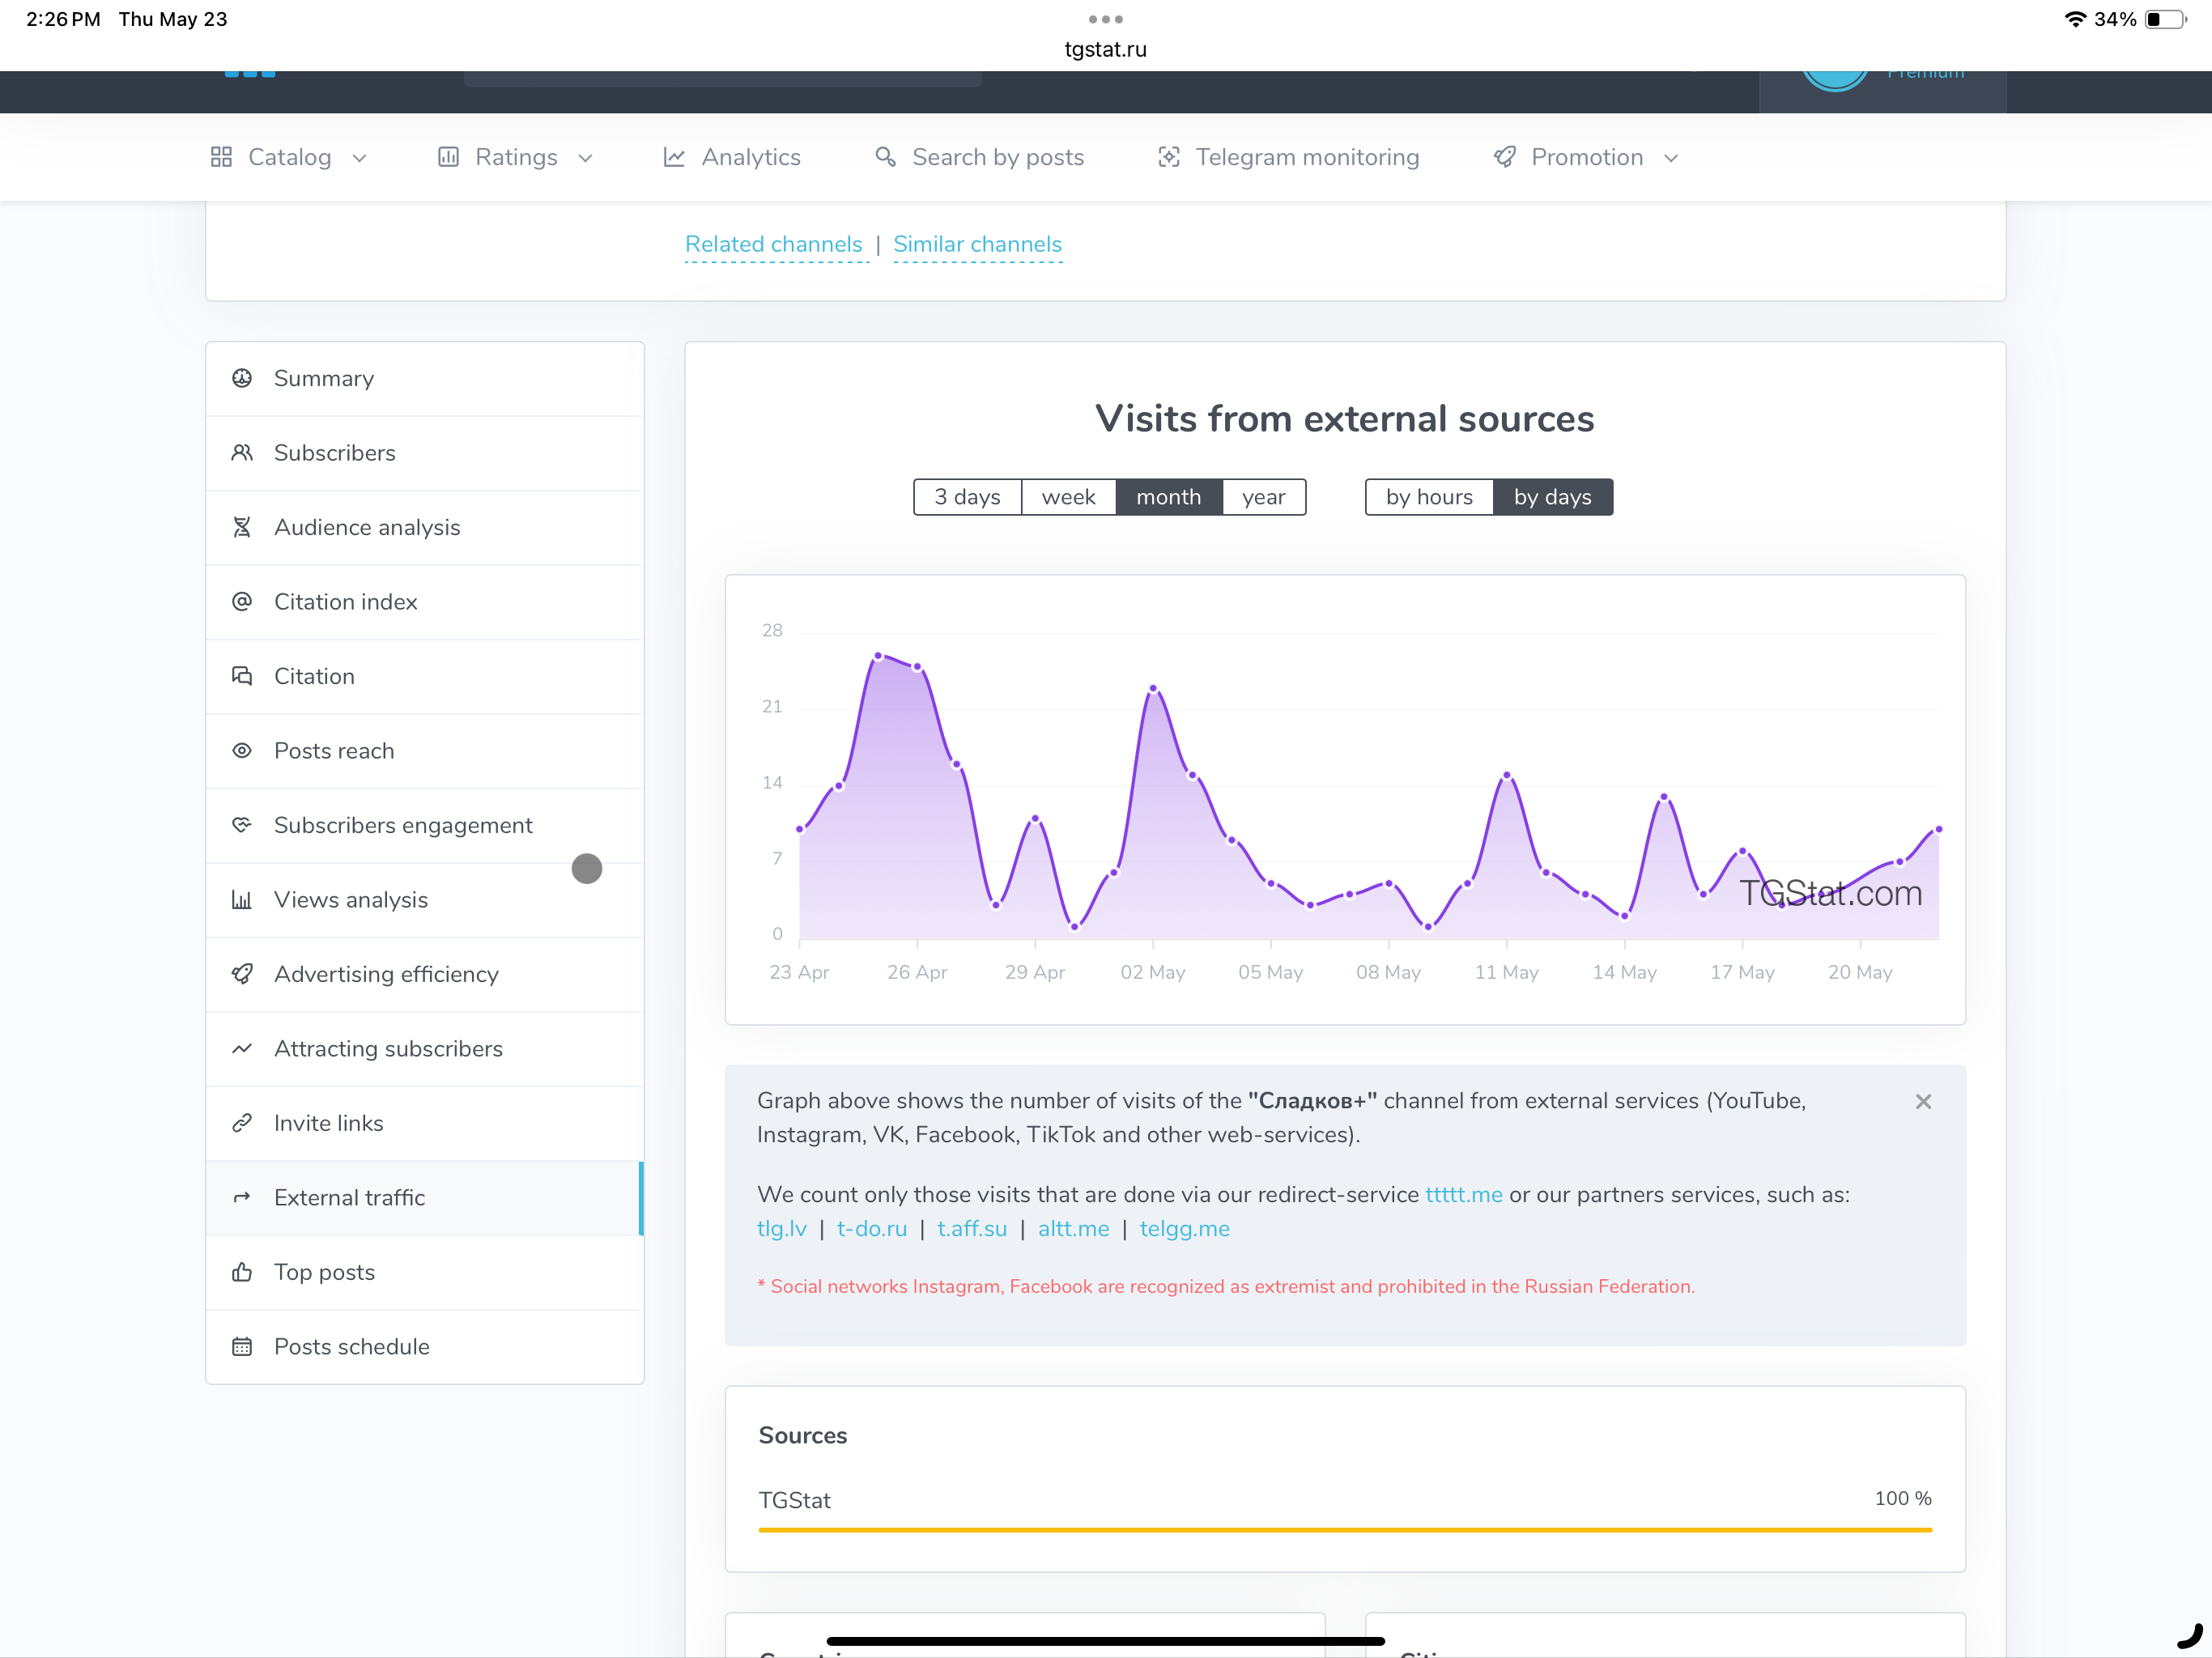 2:26 PM Thu May 23
34%
tgstat.ru
Premium
Catalog
Ratings
Analytics
Search by posts
Telegram monitoring
Promotion
Related channels | Similar channels
Summary
Subscribers
Audience analysis
Citation index
Citation
Posts reach
Subscribers engagement
Views analysis
Advertising efficiency
Attracting subscribers
Invite links
External traffic
Top posts
Posts schedule
Visits from external sources
3 days week month year
by hours by days
28
21
14
7
0
23 Apr 26 Apr 29 Apr 02 May 05 May 08 May 11 May 14 May 17 May 20 May
TGStat.com
Graph above shows the number of visits of the "Сладков+" channel from external services (YouTube,
Instagram, VK, Facebook, TikTok and other web-services).
We count only those visits that are done via our redirect-service ttttt.me or our partners services, such as:
tlg.lv | t-do.ru | t.aff.su | altt.me | telgg.me
* Social networks Instagram, Facebook are recognized as extremist and prohibited in the Russian Federation.
Sources
TGStat
100 %